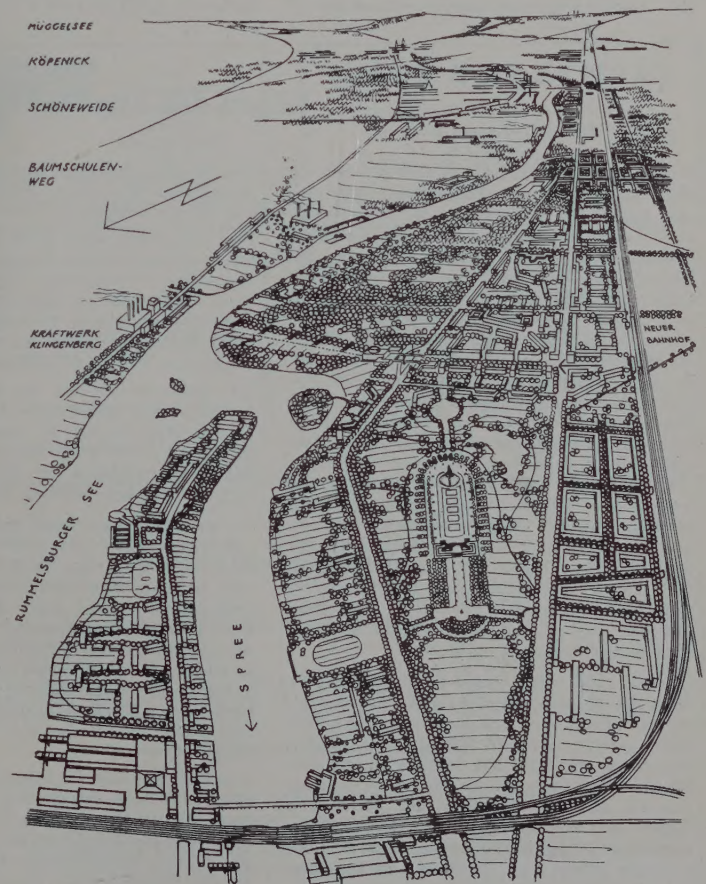 MÜGGELSEE
KÖPENICK
SCHÖNEWEIDE
BAUMSCHULEN-
WEG
KRAFTWERK
KLINGENBERG
NEUER
BAHNHOF
RUMMELSBURGER SEE
SPREE